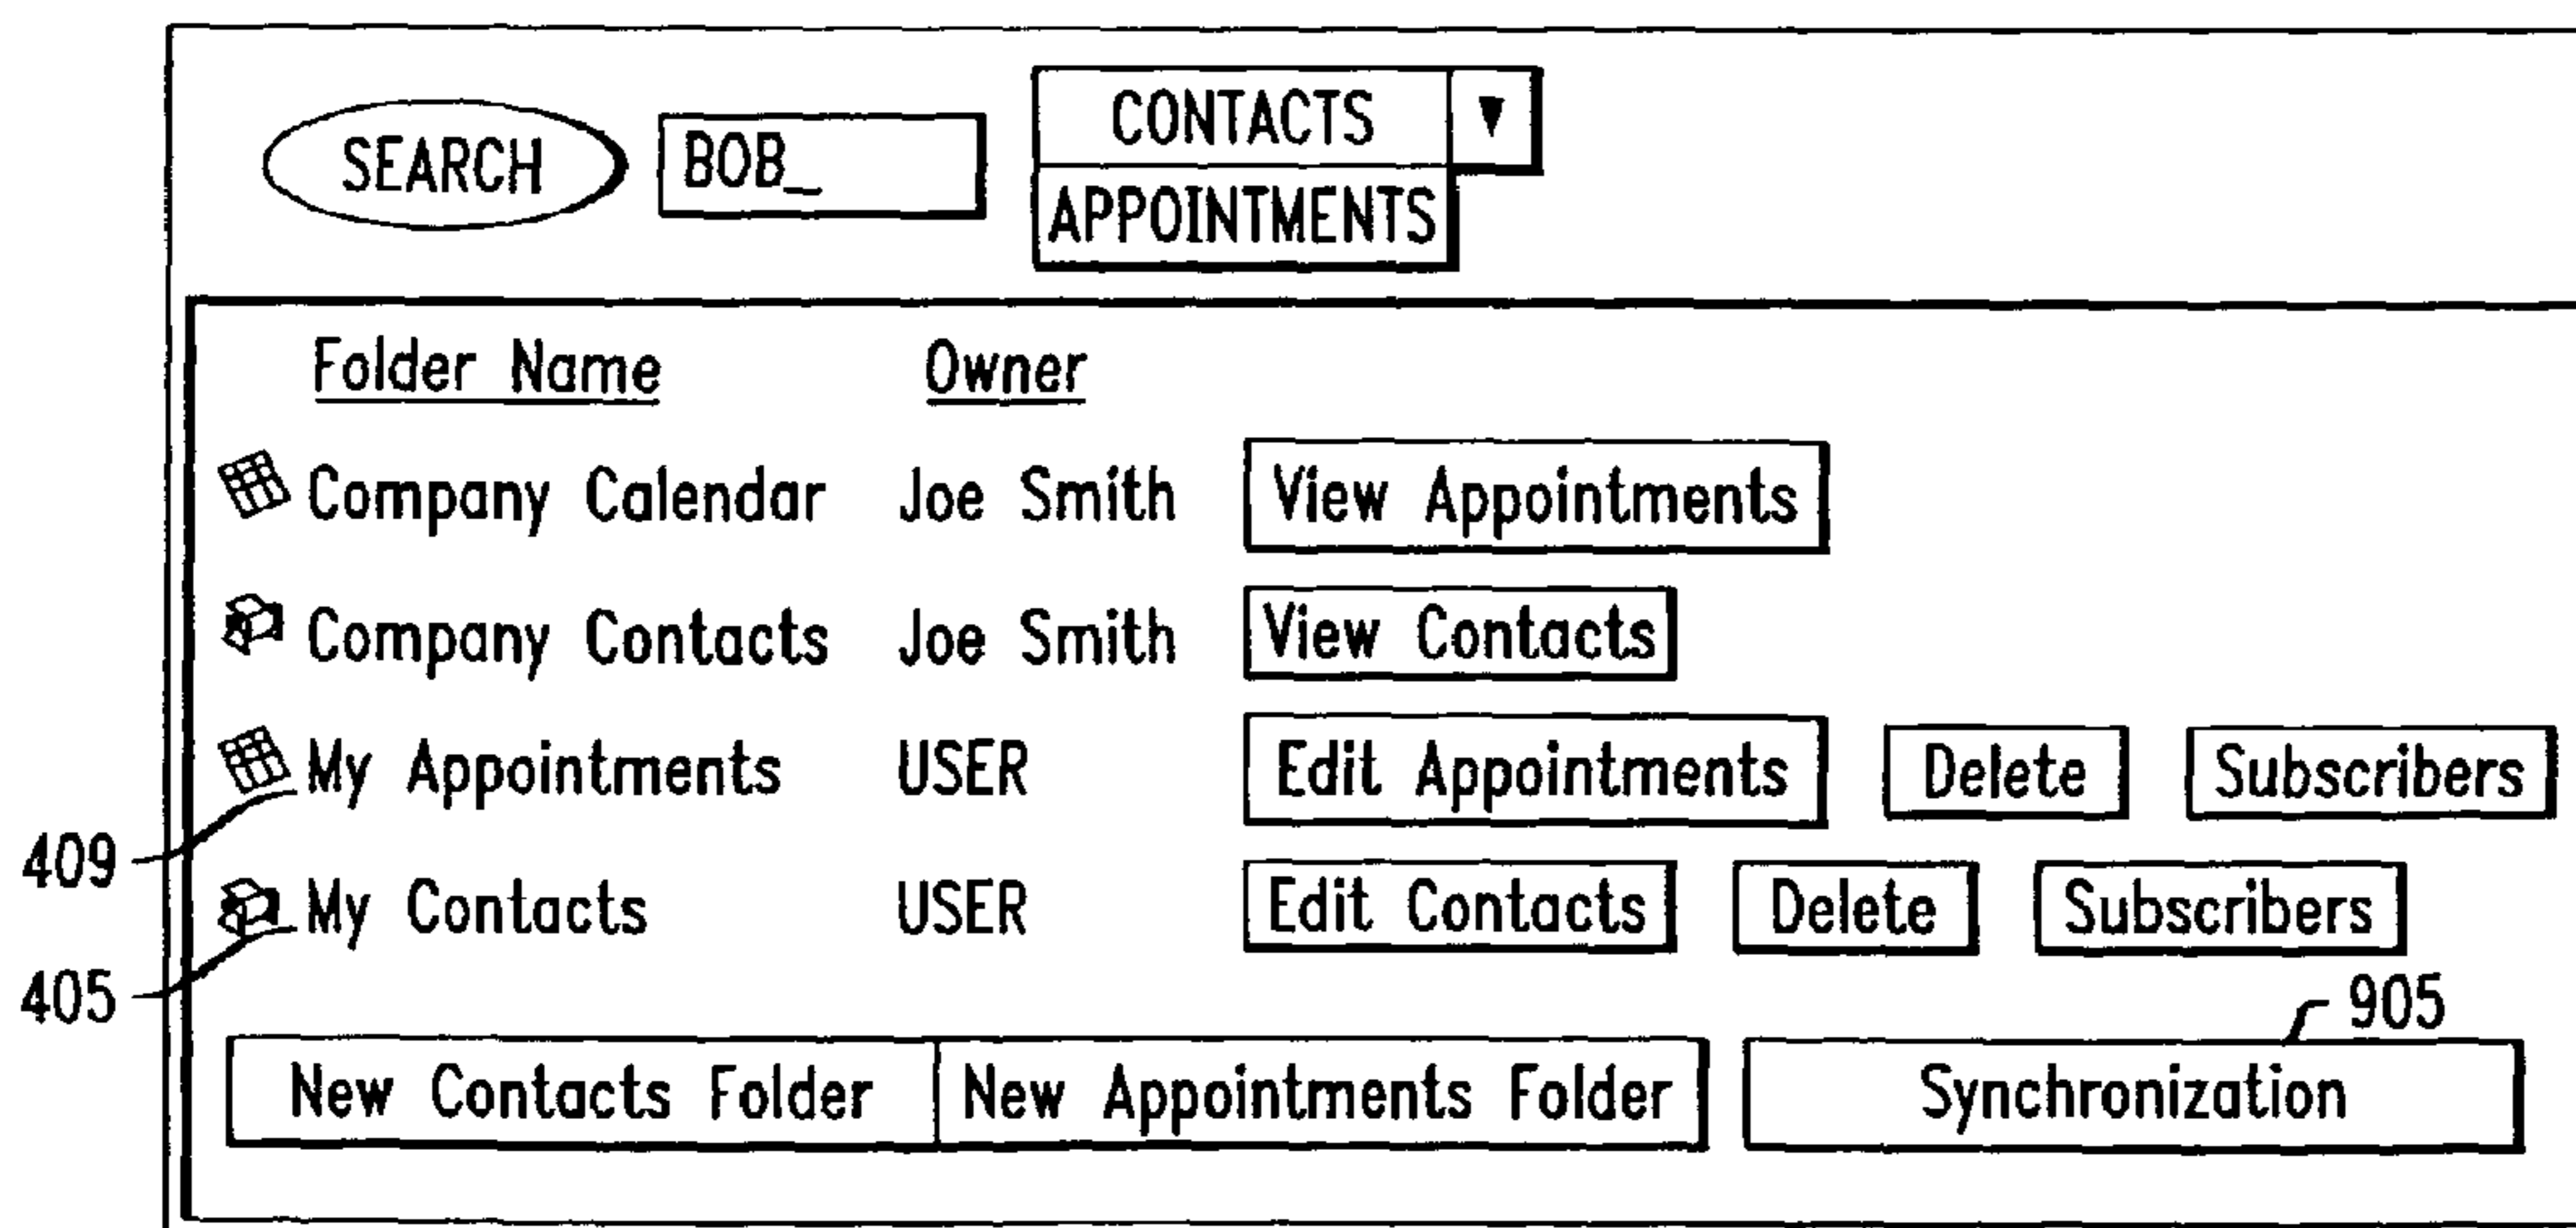 SEARCH BOB_ CONTACTS ▼
APPOINTMENTS
Folder Name Owner
Company Calendar Joe Smith View Appointments
Company Contacts Joe Smith View Contacts
My Appointments USER Edit Appointments Delete Subscribers
409
My Contacts USER Edit Contacts Delete Subscribers
405
905
New Contacts Folder New Appointments Folder Synchronization